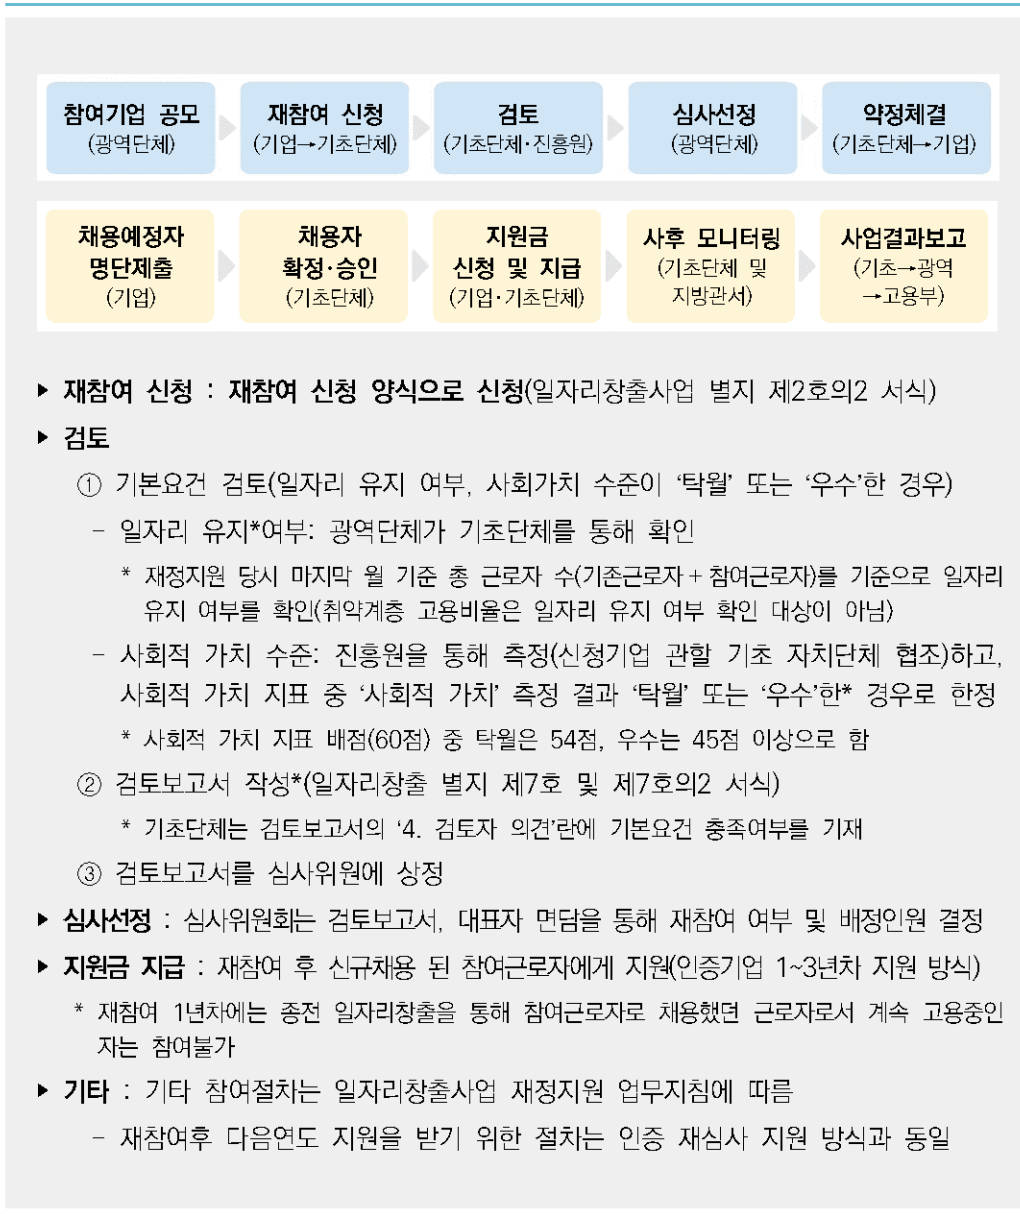 참여기업 공모
(광역단체)
재참여 신청
(기업→기초단체)
검토
(기초단체·진흥원)
심사선정
(광역단체)
약정체결
(기초단체→기업)
채용예정자
명단제출
(기업)
채용자
확정·승인
(기초단체)
지원금
신청 및 지급
(기업·기초단체)
사후 모니터링
(기초단체 및
지방관서)
사업결과보고
(기초→광역
→고용부)
▶ 재참여 신청 : 재참여 신청 양식으로 신청(일자리창출사업 별지 제2호의2 서식)
▶ 검토
① 기본요건 검토(일자리 유지 여부, 사회가치 수준이 ‘탁월’ 또는 ‘우수’한 경우)
- 일자리 유지*여부: 광역단체가 기초단체를 통해 확인
* 재정지원 당시 마지막 월 기준 총 근로자 수(기존근로자+참여근로자)를 기준으로 일자리
유지 여부를 확인(취약계층 고용비율은 일자리 유지 여부 확인 대상이 아님)
- 사회적 가치 수준: 진흥원을 통해 측정(신청기업 관할 기초 자치단체 협조)하고,
사회적 가치 지표 중 ‘사회적 가치’ 측정 결과 ‘탁월’ 또는 ‘우수’한* 경우로 한정
* 사회적 가치 지표 배점(60점) 중 탁월은 54점, 우수는 45점 이상으로 함
② 검토보고서 작성*(일자리창출 별지 제7호 및 제7호의2 서식)
* 기초단체는 검토보고서의 ‘4. 검토자 의견’란에 기본요건 충족여부를 기재
③ 검토보고서를 심사위원에 상정
▶ 심사선정 : 심사위원회는 검토보고서, 대표자 면담을 통해 재참여 여부 및 배정인원 결정
▶ 지원금 지급 : 재참여 후 신규채용 된 참여근로자에게 지원(인증기업 1~3년차 지원 방식)
* 재참여 1년차에는 종전 일자리창출을 통해 참여근로자로 채용했던 근로자로서 계속 고용중인
자는 참여불가
▶ 기타 : 기타 참여절차는 일자리창출사업 재정지원 업무지침에 따름
- 재참여후 다음연도 지원을 받기 위한 절차는 인증 재심사 지원 방식과 동일